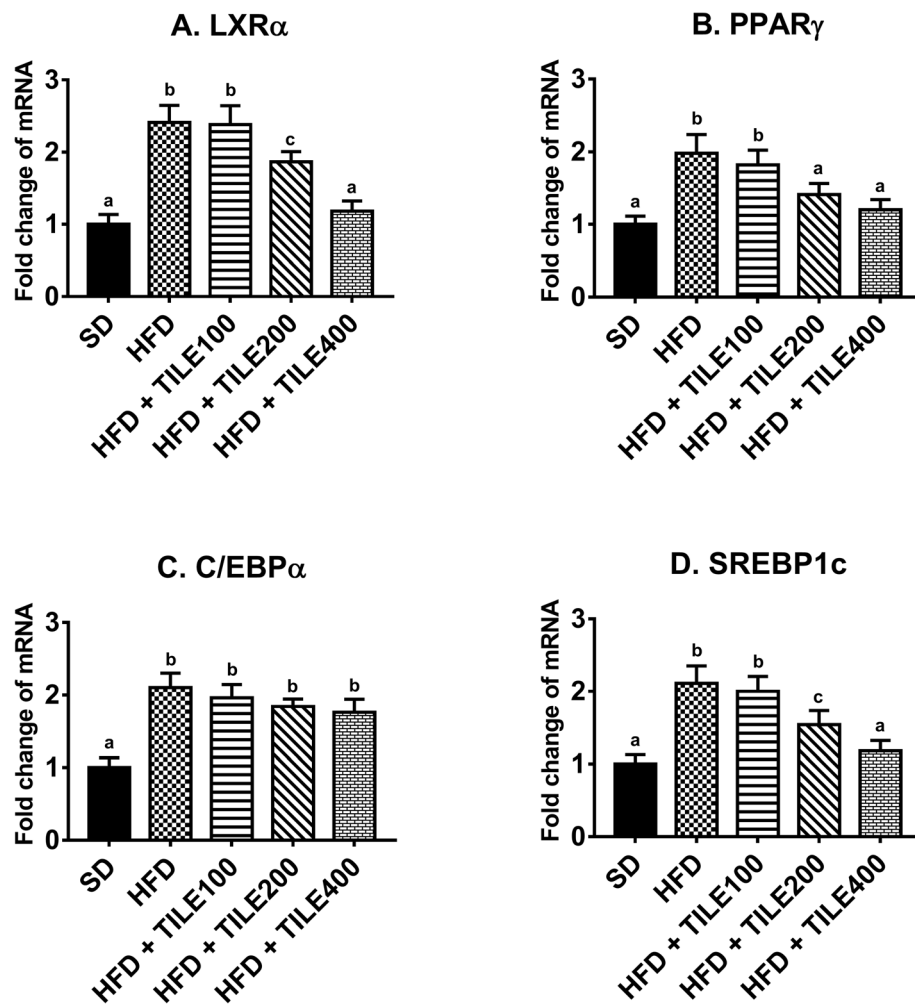 A. LXRα
Fold change of mRNA
3
2
1
0
a
b
b
c
a
SD
HFD
HFD + TILE100
HFD + TILE200
HFD + TILE400
B. PPARγ
Fold change of mRNA
3
2
1
0
a
b
b
a
a
SD
HFD
HFD + TILE100
HFD + TILE200
HFD + TILE400
C. C/EBPα
Fold change of mRNA
3
2
1
0
a
b
b
b
b
SD
HFD
HFD + TILE100
HFD + TILE200
HFD + TILE400
D. SREBP1c
Fold change of mRNA
3
2
1
0
a
b
b
c
a
SD
HFD
HFD + TILE100
HFD + TILE200
HFD + TILE400